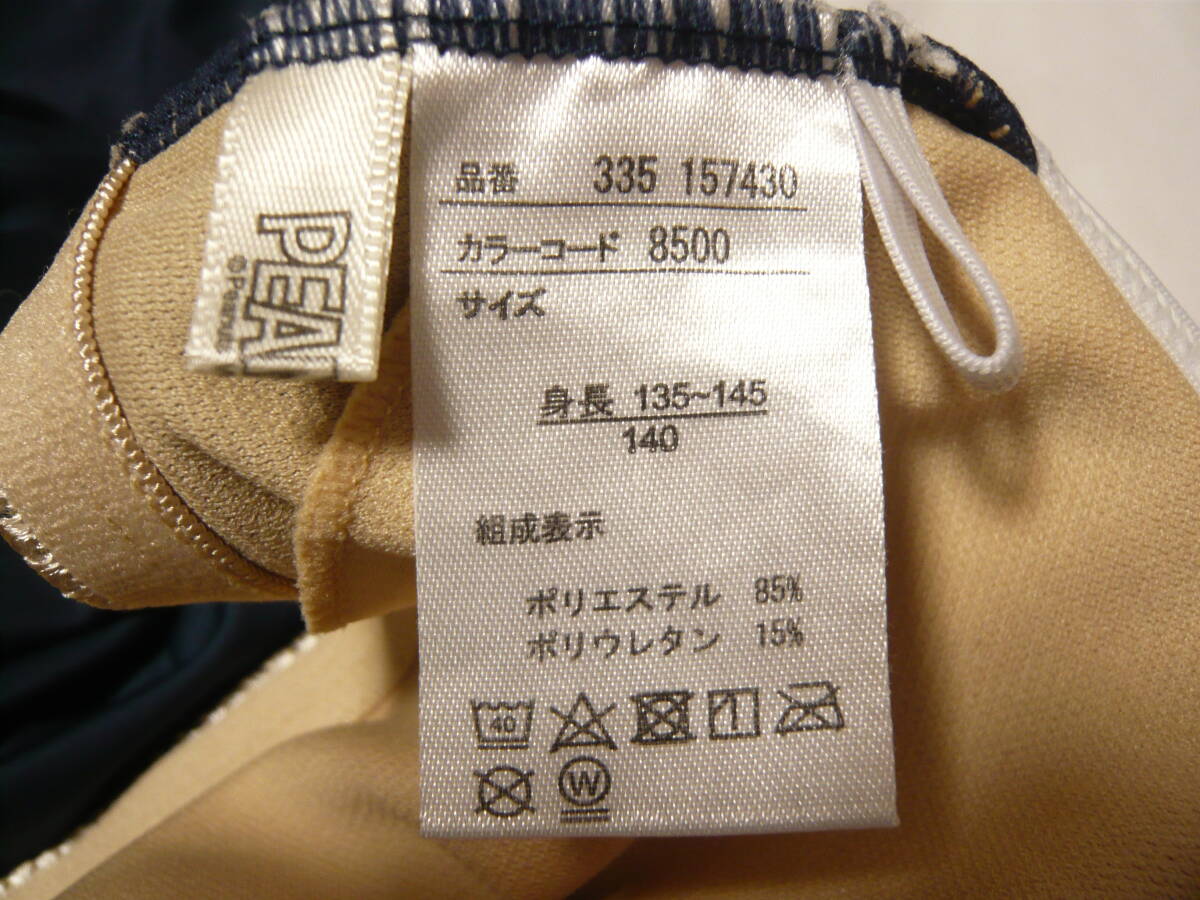 品番 335 157430
カラーコード 8500
サイズ
身長 135~145
140
組成表示
ポリエステル 85%
ポリウレタン 15%
40
W
PEA